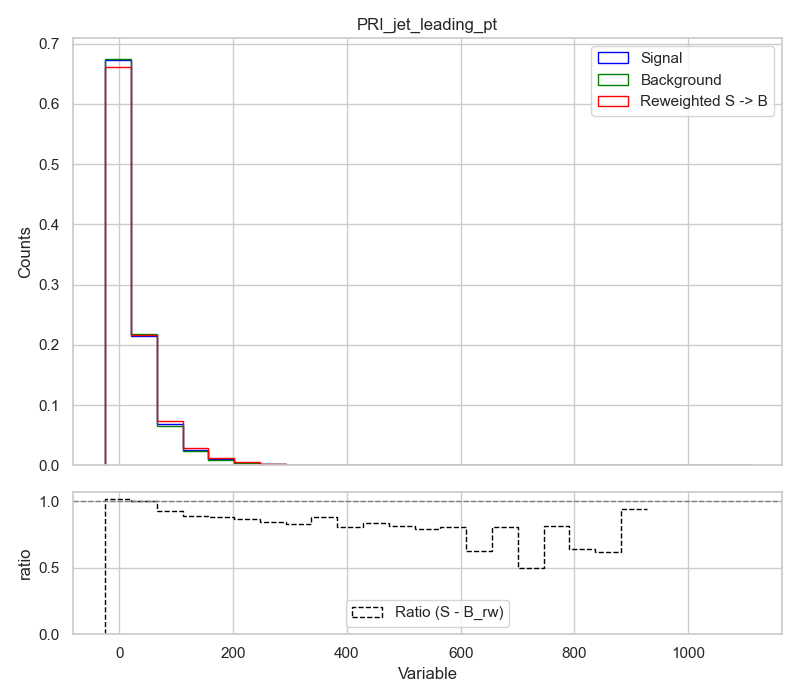 PRI_jet_leading_pt
0.7
0.6
0.5
0.4
0.3
0.2
0.1
0.0
Counts
Signal
Background
Reweighted S -> B
1.0
0.5
0.0
ratio
Ratio (S - B_rw)
0
200
400
600
800
1000
Variable